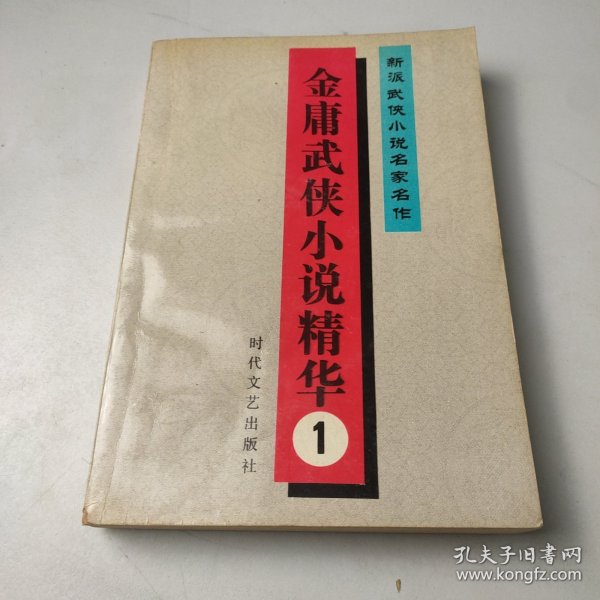 新派武侠小说名家名作
金庸武侠小说精华
1
时代文艺出版社
孔夫子旧书网
www.kongfz.com